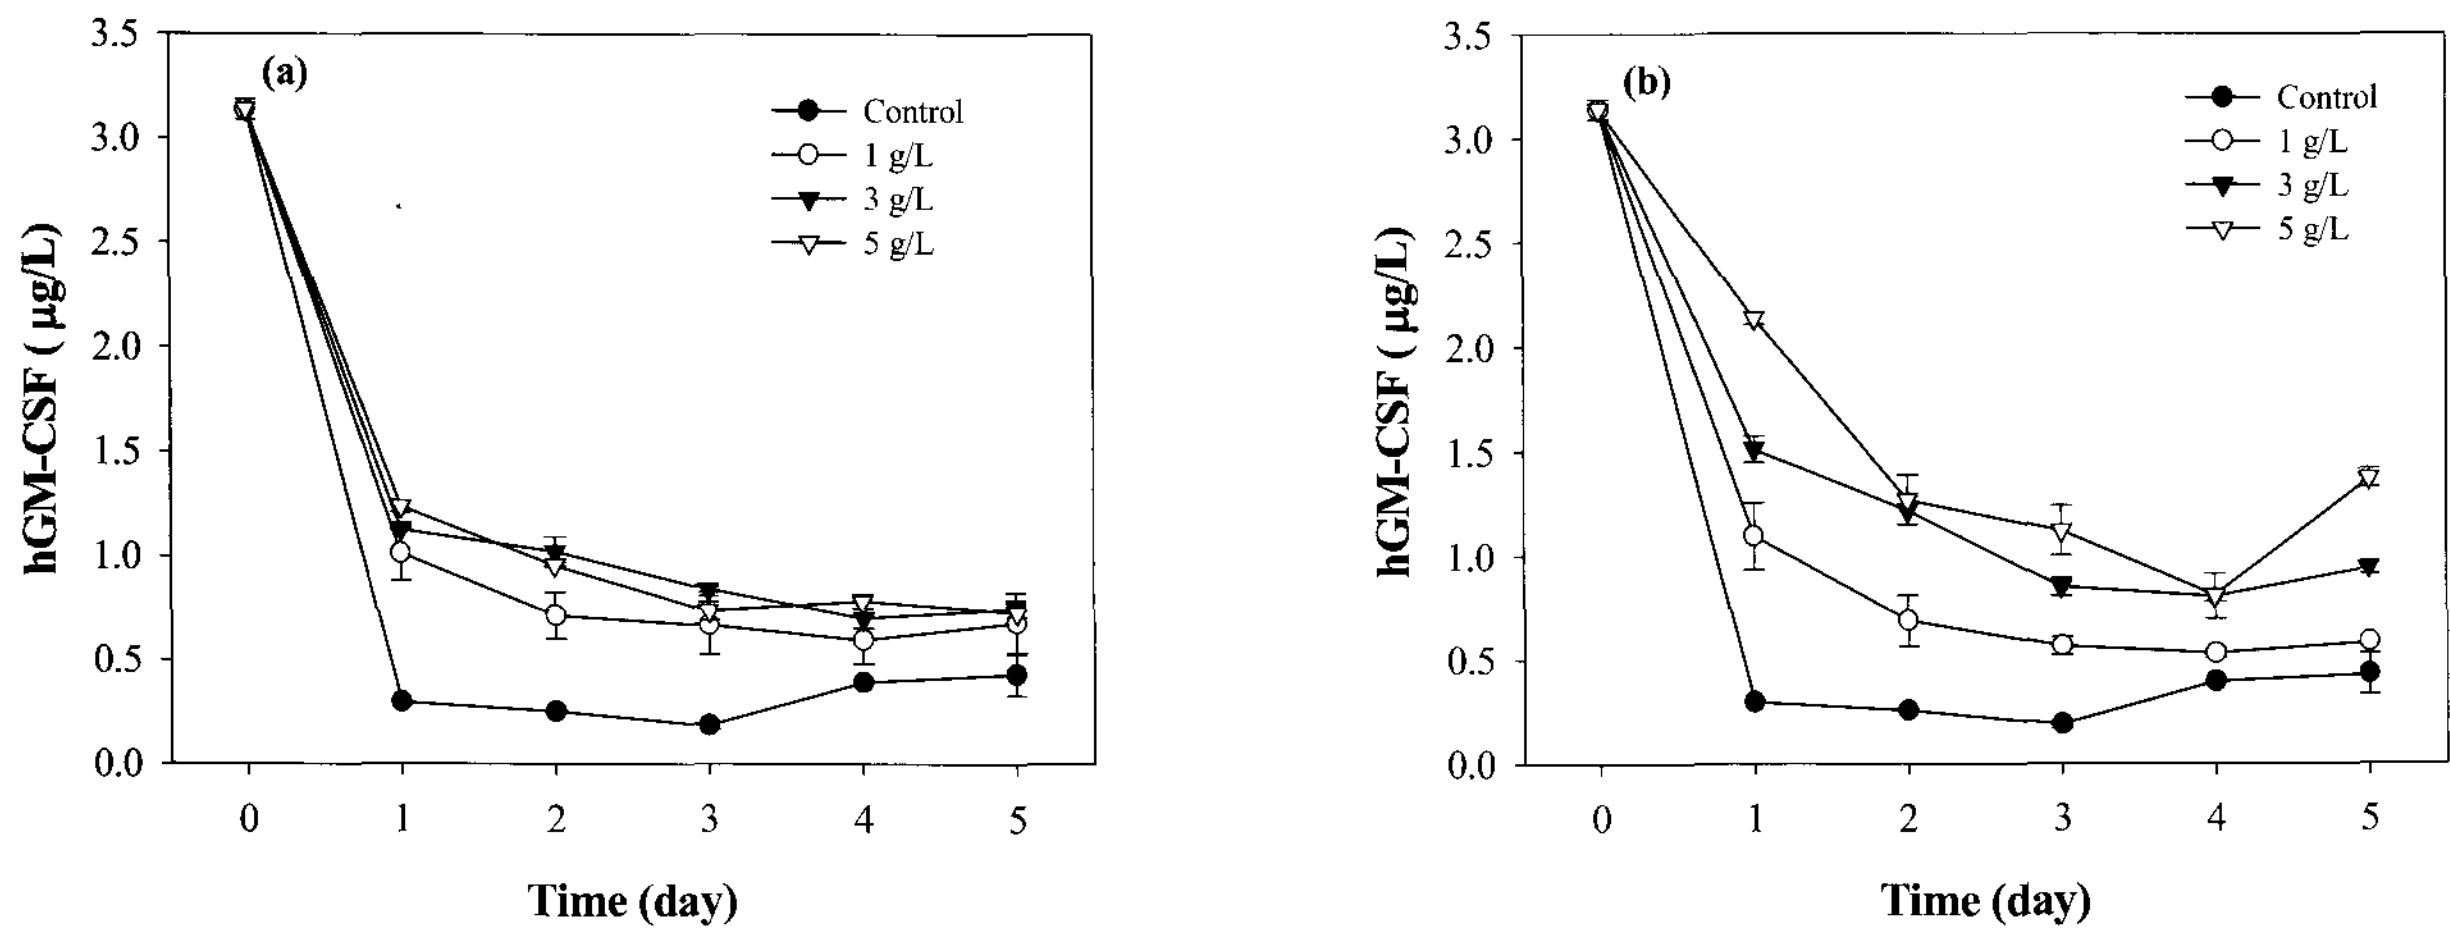 (a)
Control
1 g/L
3 g/L
5 g/L
3.5
3.0
2.5
2.0
1.5
1.0
0.5
0.0
hGM-CSF ( µg/L)
0 1 2 3 4 5
Time (day)
(b)
Control
1 g/L
3 g/L
5 g/L
3.5
3.0
2.5
2.0
1.5
1.0
0.5
0.0
hGM-CSF ( µg/L)
0 1 2 3 4 5
Time (day)